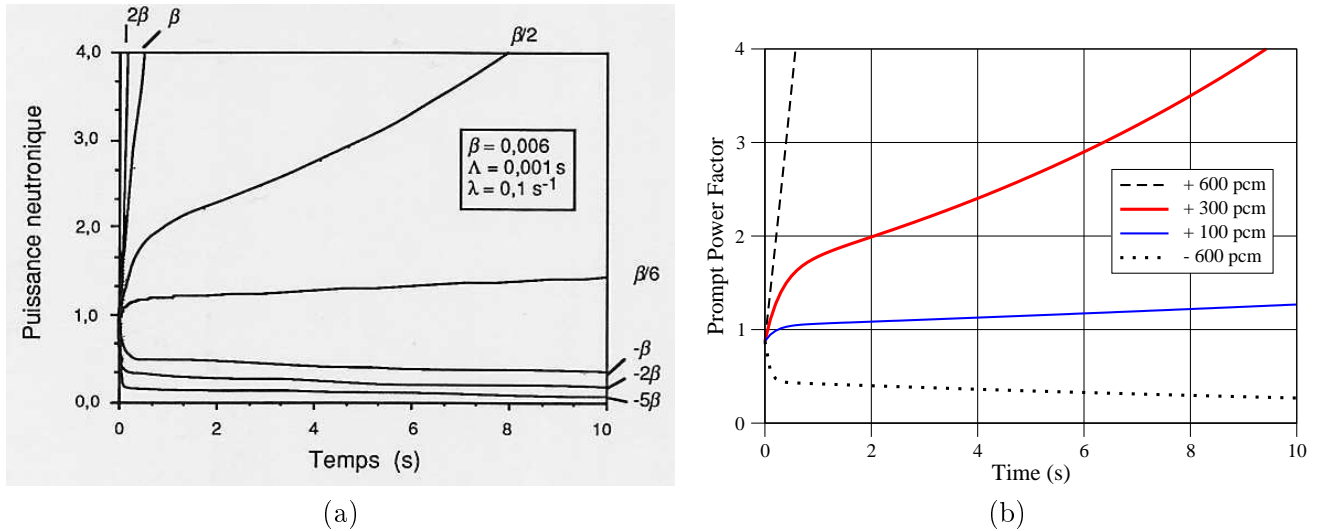 2β β
β/2
4,0
3,0
2,0
1,0
0,0
Puissance neutronique
β = 0,006
Λ = 0,001 s
λ = 0,1 s-1
β/6
-β
-2β
-5β
0 2 4 6 8 10
Temps (s)
(a)
4
3
2
1
0
Prompt Power Factor
+ 600 pcm
+ 300 pcm
+ 100 pcm
- 600 pcm
0 2 4 6 8 10
Time (s)
(b)